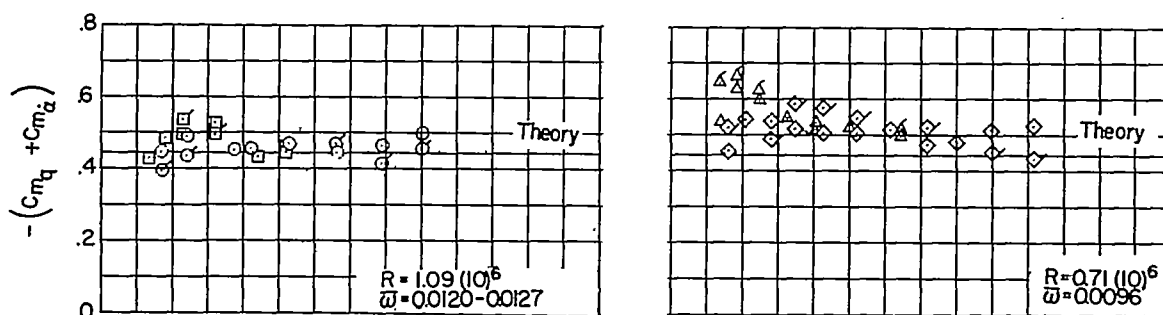 .8
.6
.4
.2
0
-(Cmq +Cmα̇)
Theory
R = 1.09 (10)⁶
ω̅ = 0.0120-0.0127
Theory
R = 0.71 (10)⁶
ω̅ = 0.0096